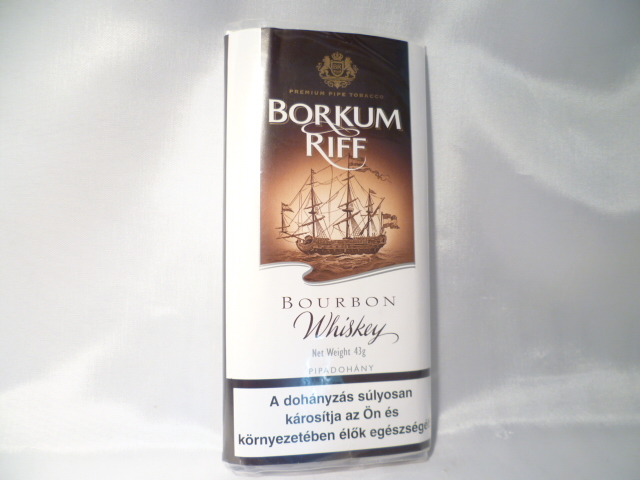 PREMIUM PIPE TOBACCO
BORKUM
RIFF
BOURBON
Whiskey
Net Weight 43g
PIPADOHÁNY
A dohányzás súlyosan
károsítja az Ön és
környezetében élők egészségét